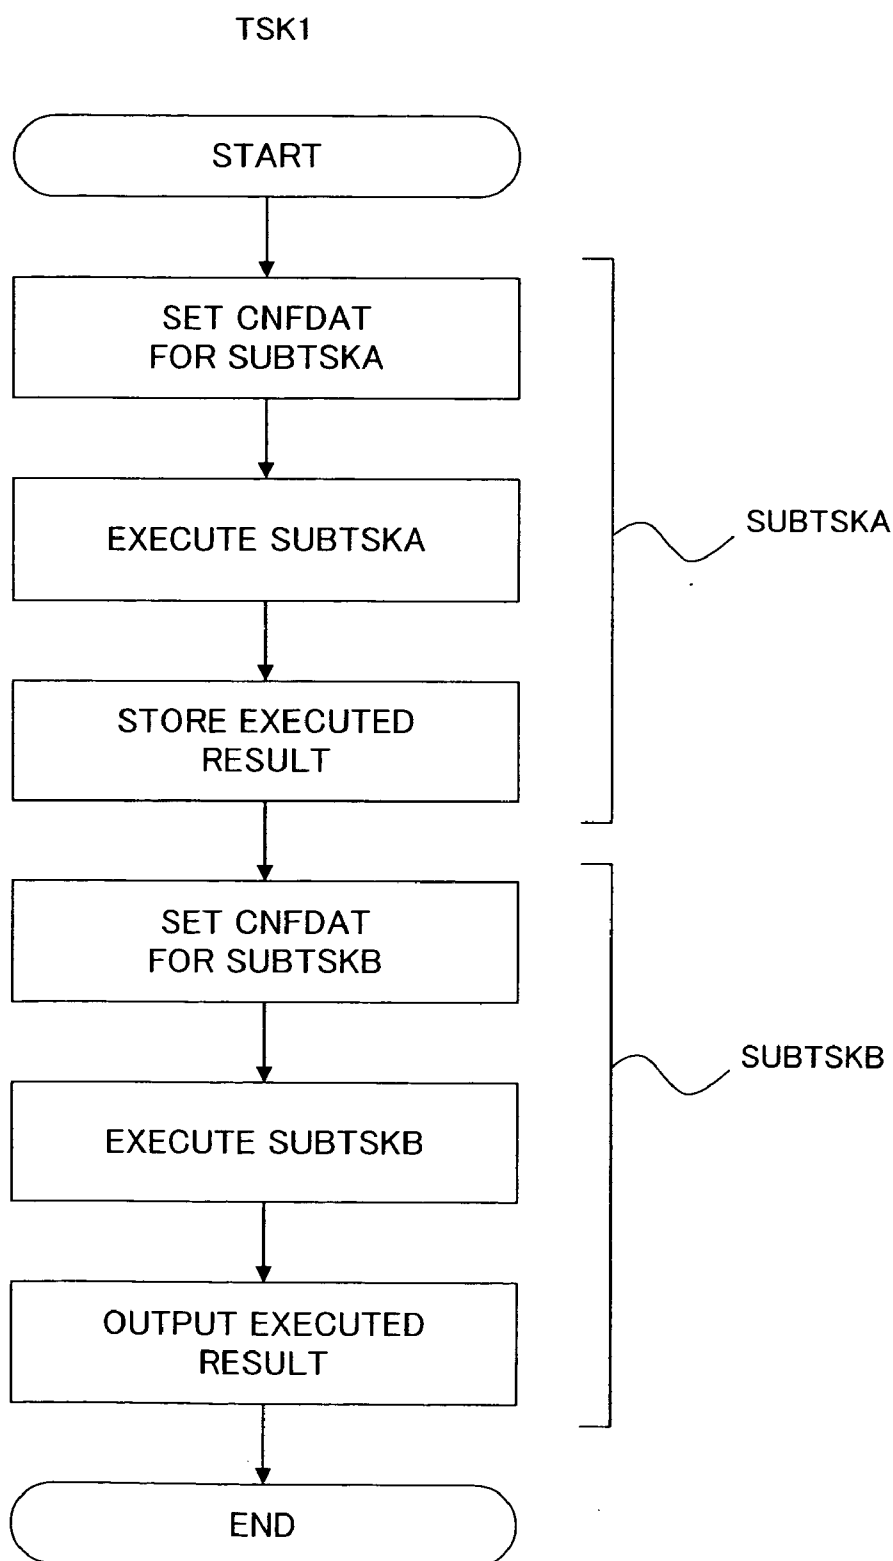 TSK1
START
SET CNFDAT
FOR SUBTSKA
EXECUTE SUBTSKA
SUBTSKA
STORE EXECUTED
RESULT
SET CNFDAT
FOR SUBTSKB
SUBTSKB
EXECUTE SUBTSKB
OUTPUT EXECUTED
RESULT
END